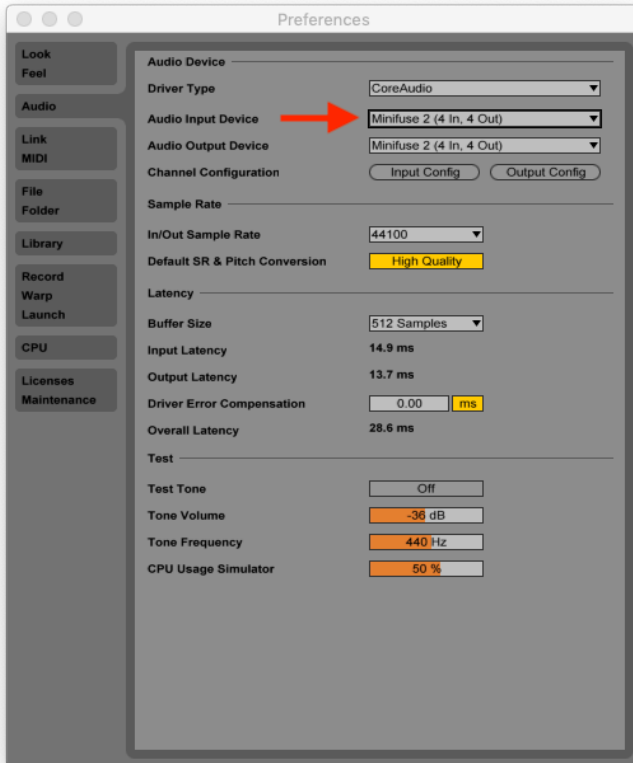 Preferences
Look
Feel
Audio
Link
MIDI
File
Folder
Library
Record
Warp
Launch
CPU
Licenses
Maintenance
Audio Device
Driver Type CoreAudio
Audio Input Device Minifuse 2 (4 In, 4 Out)
Audio Output Device Minifuse 2 (4 In, 4 Out)
Channel Configuration Input Config Output Config
Sample Rate
In/Out Sample Rate 44100
Default SR & Pitch Conversion High Quality
Latency
Buffer Size 512 Samples
Input Latency 14.9 ms
Output Latency 13.7 ms
Driver Error Compensation 0.00 ms
Overall Latency 28.6 ms
Test
Test Tone Off
Tone Volume -36 dB
Tone Frequency 440 Hz
CPU Usage Simulator 50 %